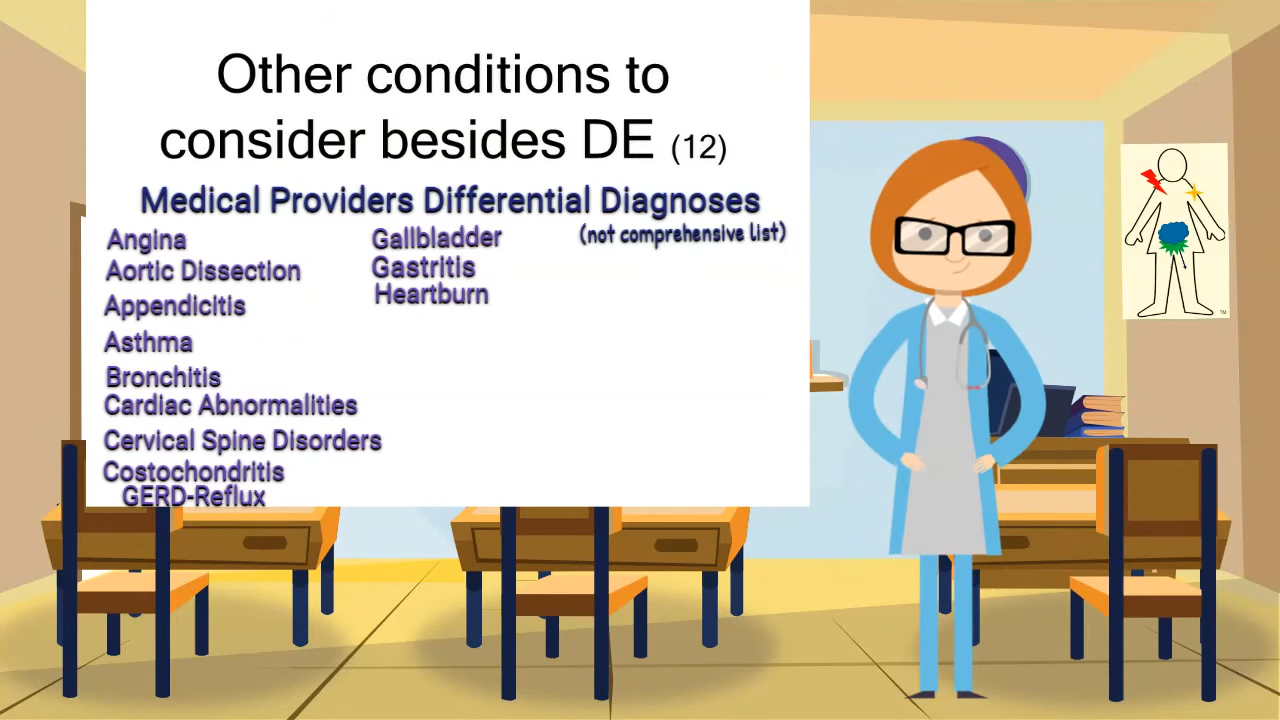 Other conditions to
consider besides DE (12)
Medical Providers Differential Diagnoses
(not comprehensive list)
Angina
Aortic Dissection
Appendicitis
Asthma
Bronchitis
Cardiac Abnormalities
Cervical Spine Disorders
Costochondritis
GERD-Reflux
Gallbladder
Gastritis
Heartburn
TM